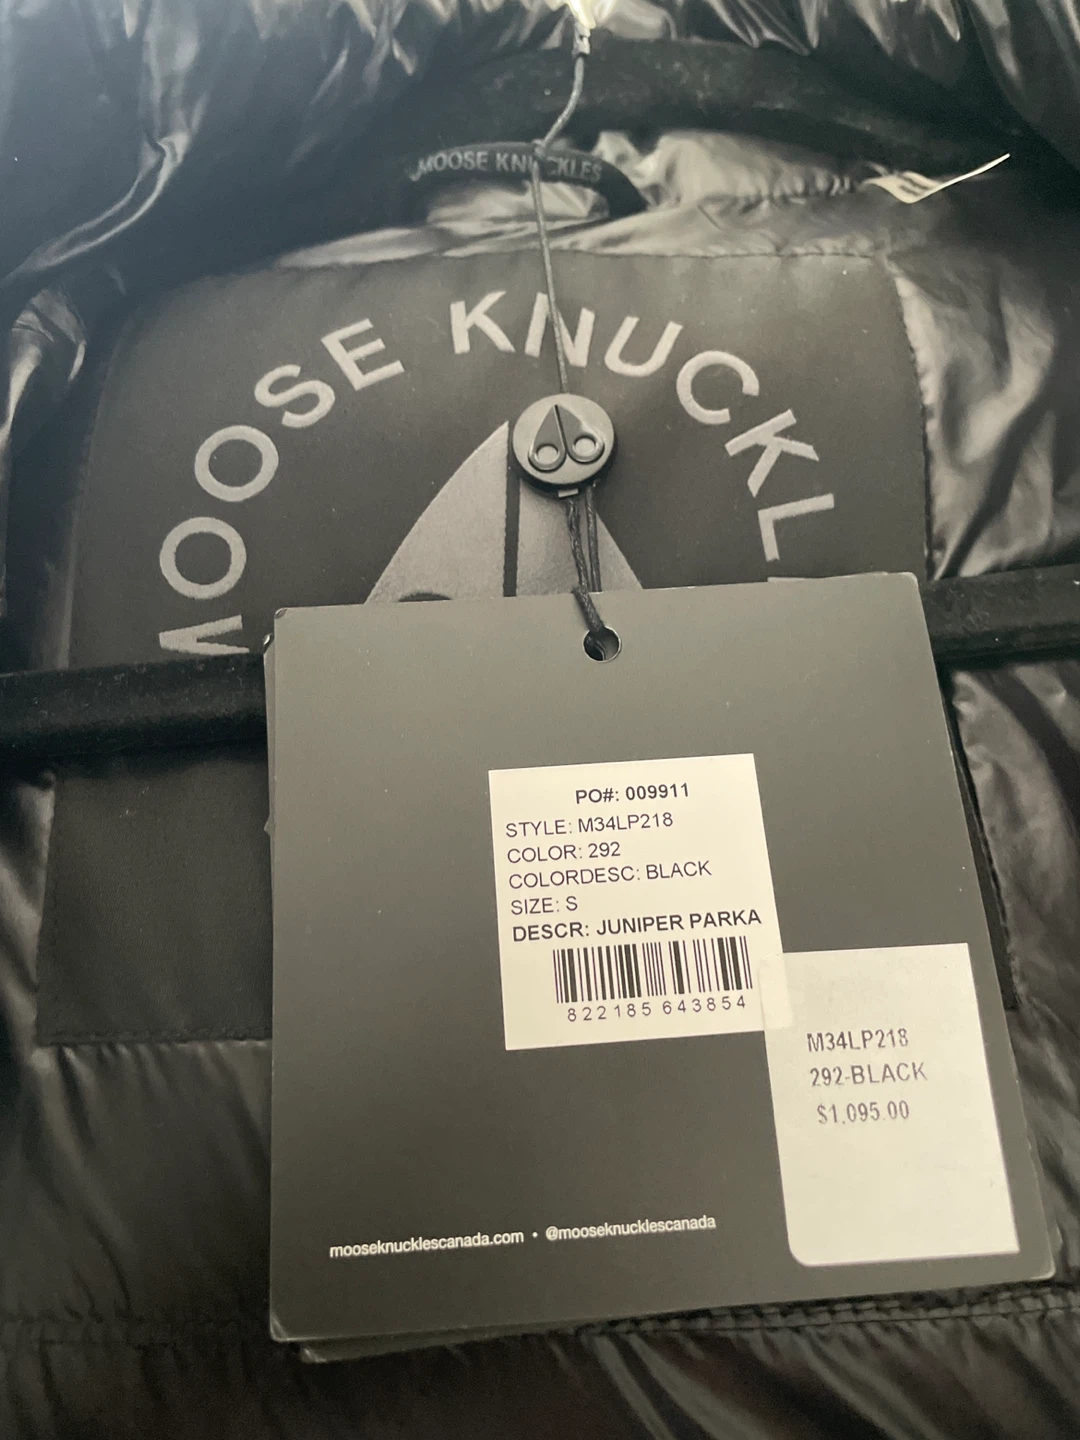 MOOSE KNUCKLES
MOOSE KNUCKL
PO#: 009911
STYLE: M34LP218
COLOR: 292
COLORDESC: BLACK
SIZE: S
DESCR: JUNIPER PARKA
822185 643854
M34LP218
292-BLACK
$1,095.00
mooseknucklescanada.com • @mooseknucklescanada